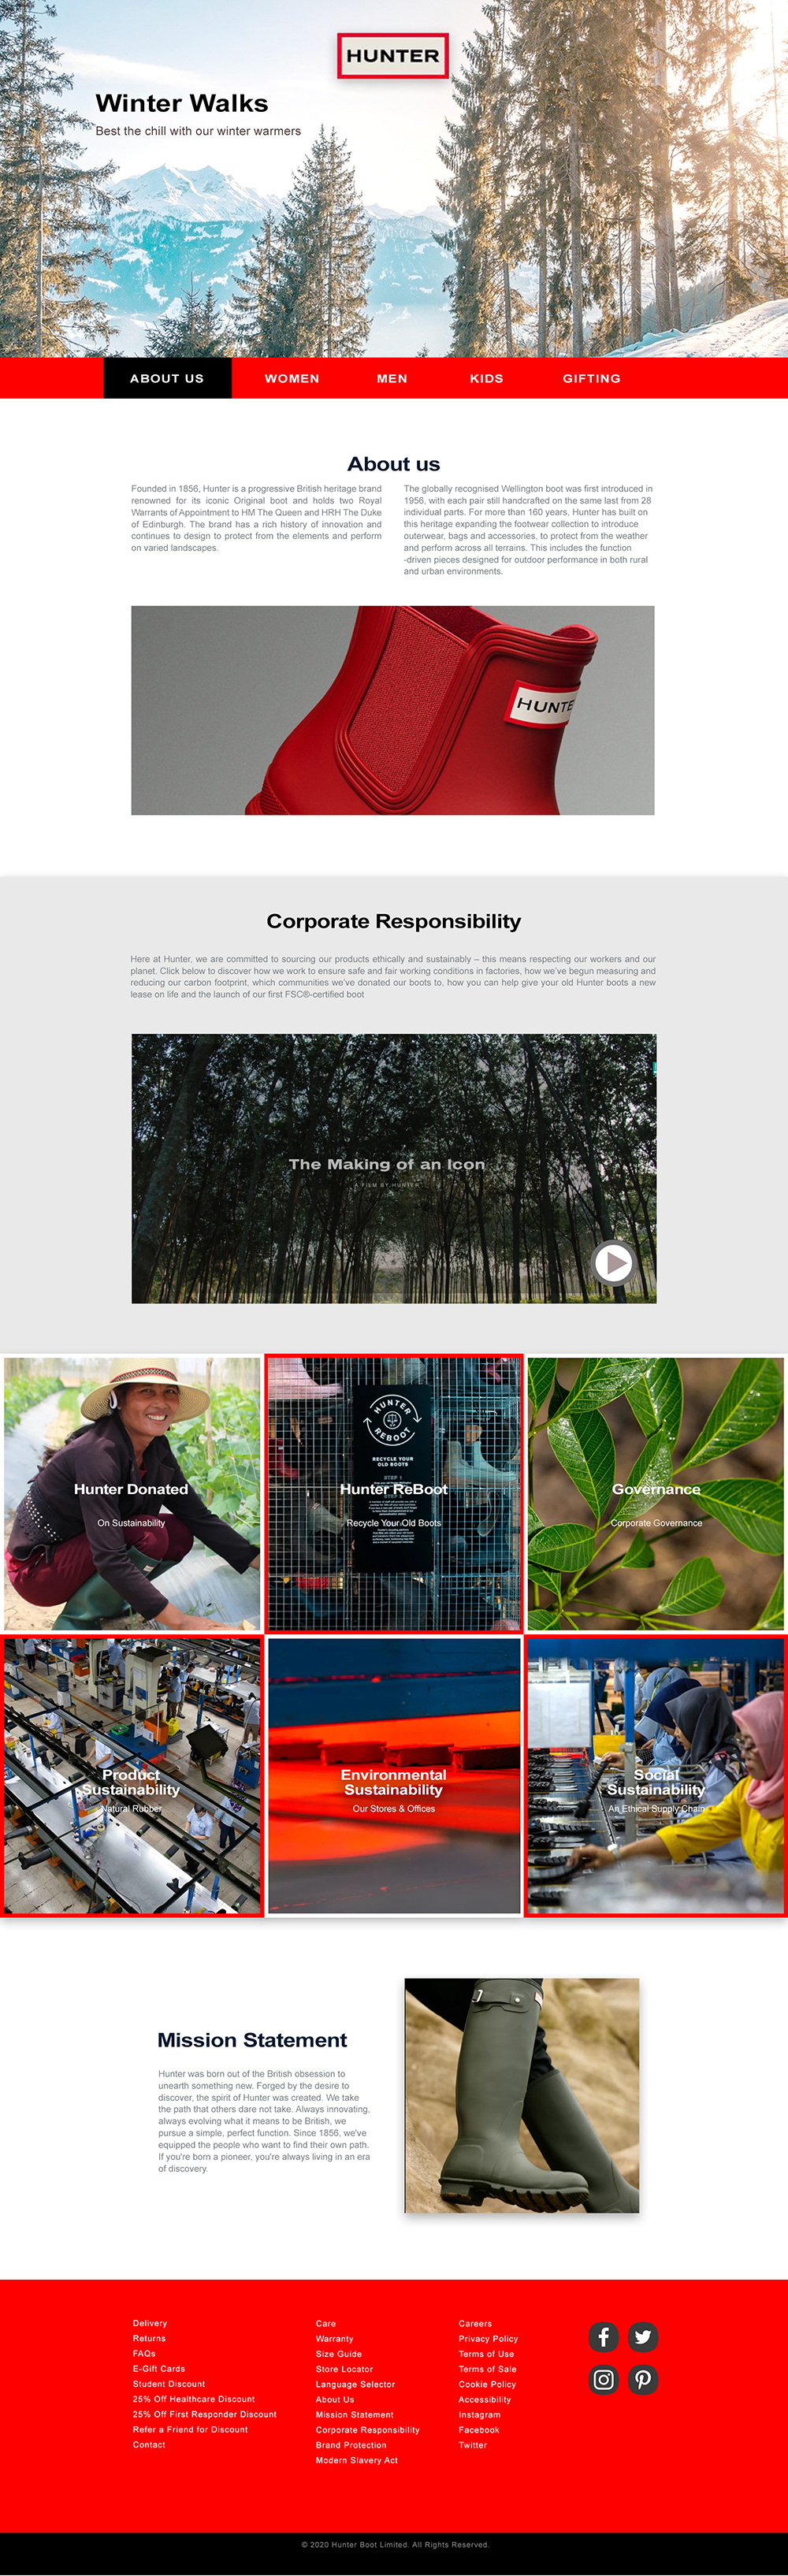 HUNTER
Winter Walks
Best the chill with our winter warmers
ABOUT US WOMEN MEN KIDS GIFTING
About us
Founded in 1856, Hunter is a progressive British heritage brand
renowned for its iconic Original boot and holds two Royal
Warrants of Appointment to HM The Queen and HRH The Duke
of Edinburgh. The brand has a rich history of innovation and
continues to design to protect from the elements and perform
on varied landscapes.
The globally recognised Wellington boot was first introduced in
1956, with each pair still handcrafted on the same last from 28
individual parts. For more than 160 years, Hunter has built on
this heritage expanding the footwear collection to introduce
outerwear, bags and accessories, to protect from the weather
and perform across all terrains. This includes the function
-driven pieces designed for outdoor performance in both rural
and urban environments.
HUNTE
Corporate Responsibility
Here at Hunter, we are committed to sourcing our products ethically and sustainably – this means respecting our workers and our
planet. Click below to discover how we work to ensure safe and fair working conditions in factories, how we've begun measuring and
reducing our carbon footprint, which communities we've donated our boots to, how you can help give your old Hunter boots a new
lease on life and the launch of our first FSC®-certified boot
The Making of an Icon
A FILM BY HUNTER
Hunter Donated
On Sustainability
HUNTER
REBOOT
RECYCLE YOUR
OLD BOOTS
STEP 1
Hunter ReBoot
Recycle Your Old Boots
Governance
Corporate Governance
Product
Sustainability
Natural Rubber
Environmental
Sustainability
Our Stores & Offices
Social
Sustainability
An Ethical Supply Chain
Mission Statement
Hunter was born out of the British obsession to
unearth something new. Forged by the desire to
discover, the spirit of Hunter was created. We take
the path that others dare not take. Always innovating,
always evolving what it means to be British, we
pursue a simple, perfect function. Since 1856, we've
equipped the people who want to find their own path.
If you're born a pioneer, you're always living in an era
of discovery.
Delivery
Returns
FAQs
E-Gift Cards
Student Discount
25% Off Healthcare Discount
25% Off First Responder Discount
Refer a Friend for Discount
Contact
Care
Warranty
Size Guide
Store Locator
Language Selector
About Us
Mission Statement
Corporate Responsibility
Brand Protection
Modern Slavery Act
Careers
Privacy Policy
Terms of Use
Terms of Sale
Cookie Policy
Accessibility
Instagram
Facebook
Twitter
© 2020 Hunter Boot Limited. All Rights Reserved.